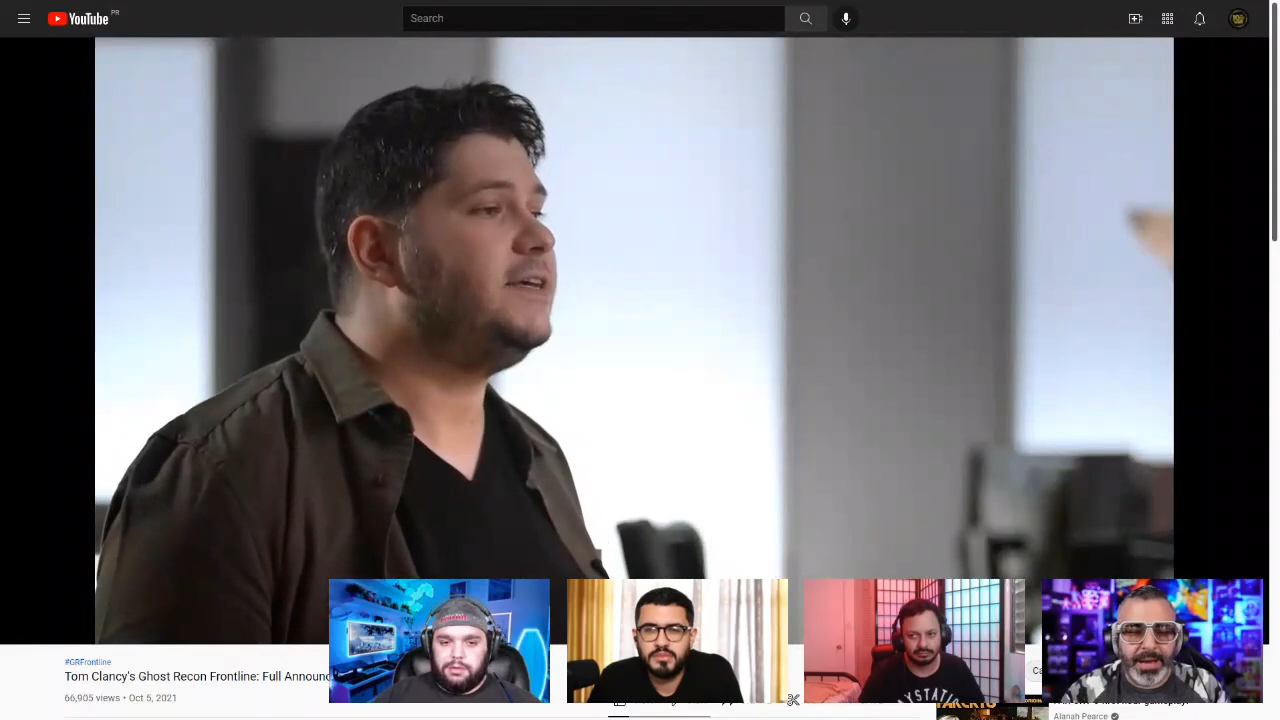 YouTube PR
Search
#GRFrontline
Tom Clancy's Ghost Recon Frontline: Full Announc
66,905 views • Oct 5, 2021
Alanah Pearce